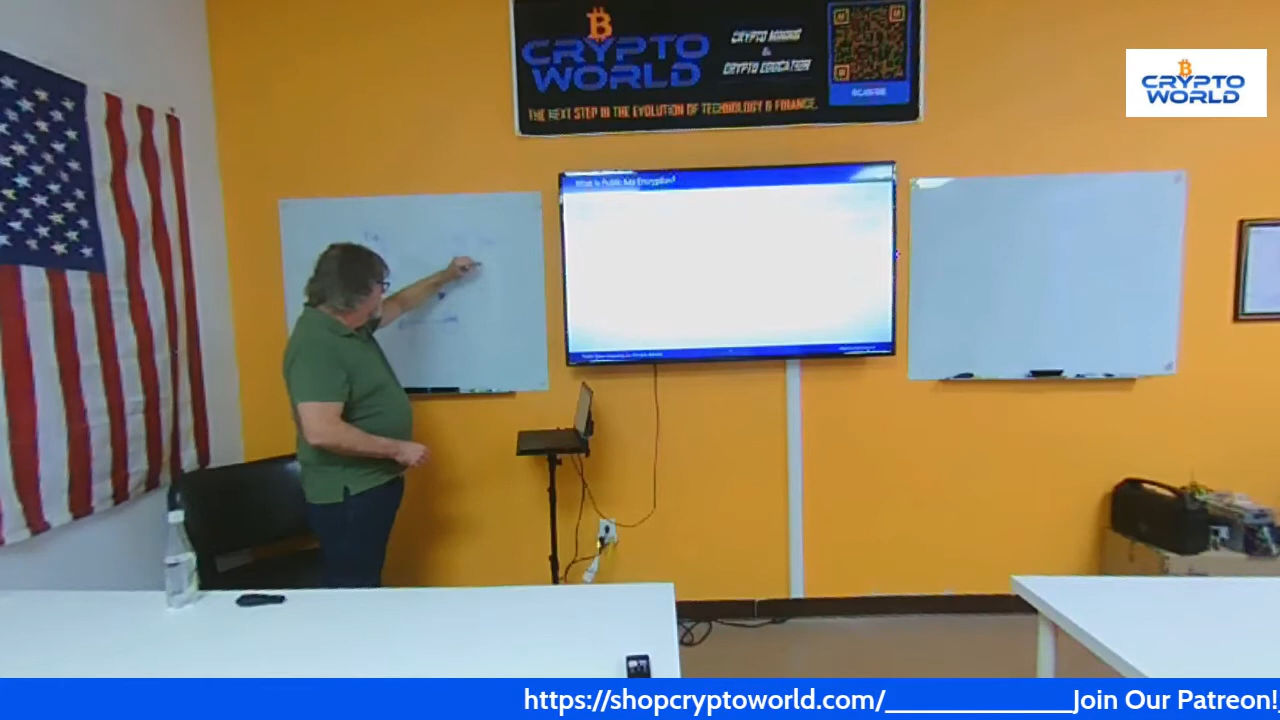 CRYPTO
WORLD
CRYPTO MINING
&
CRYPTO EDUCATION
THE NEXT STEP IN THE EVOLUTION OF TECHNOLOGY & FINANCE.
CRYPTO
WORLD
What Is Public Key Encryption?
https://shopcryptoworld.com/______________Join Our Patreon!